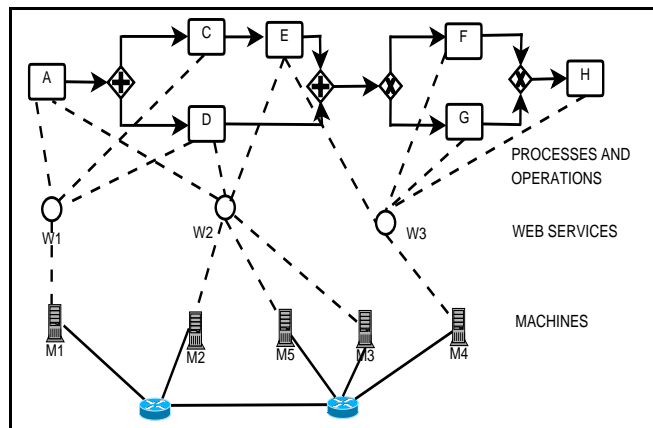 C
E
F
A
H
D
G
PROCESSES AND
OPERATIONS
W1
W2
W3
WEB SERVICES
MACHINES
M1
M2
M5
M3
M4